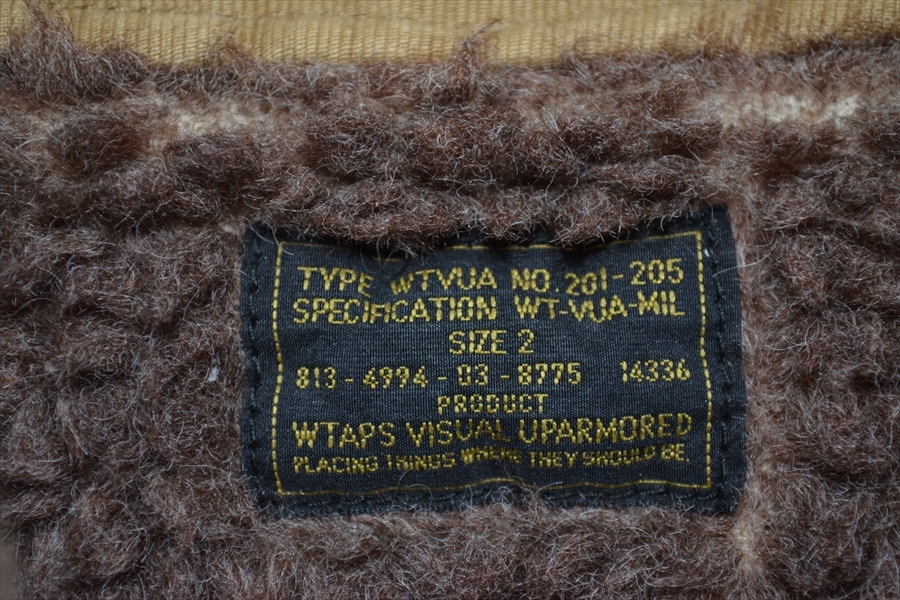 TYPE WTVUA NO. 201-205
SPECIFICATION WT-VUA-MIL
SIZE 2
813 - 4994 - 03 - 8775 14336
PRODUCT
WTAPS VISUAL UPARMORED
PLACING THINGS WHERE THEY SHOULD BE.